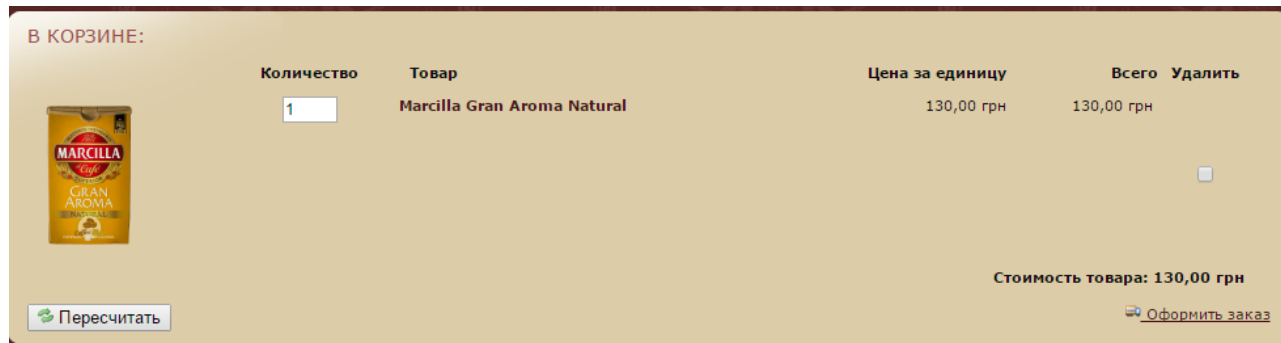 В КОРЗИНЕ:
Количество Товар Цена за единицу Всего Удалить
1 Marcilla Gran Aroma Natural 130,00 грн 130,00 грн
MARCILLA
Café
GRAN
AROMA
NATURAL
Стоимость товара: 130,00 грн
Пересчитать Оформить заказ